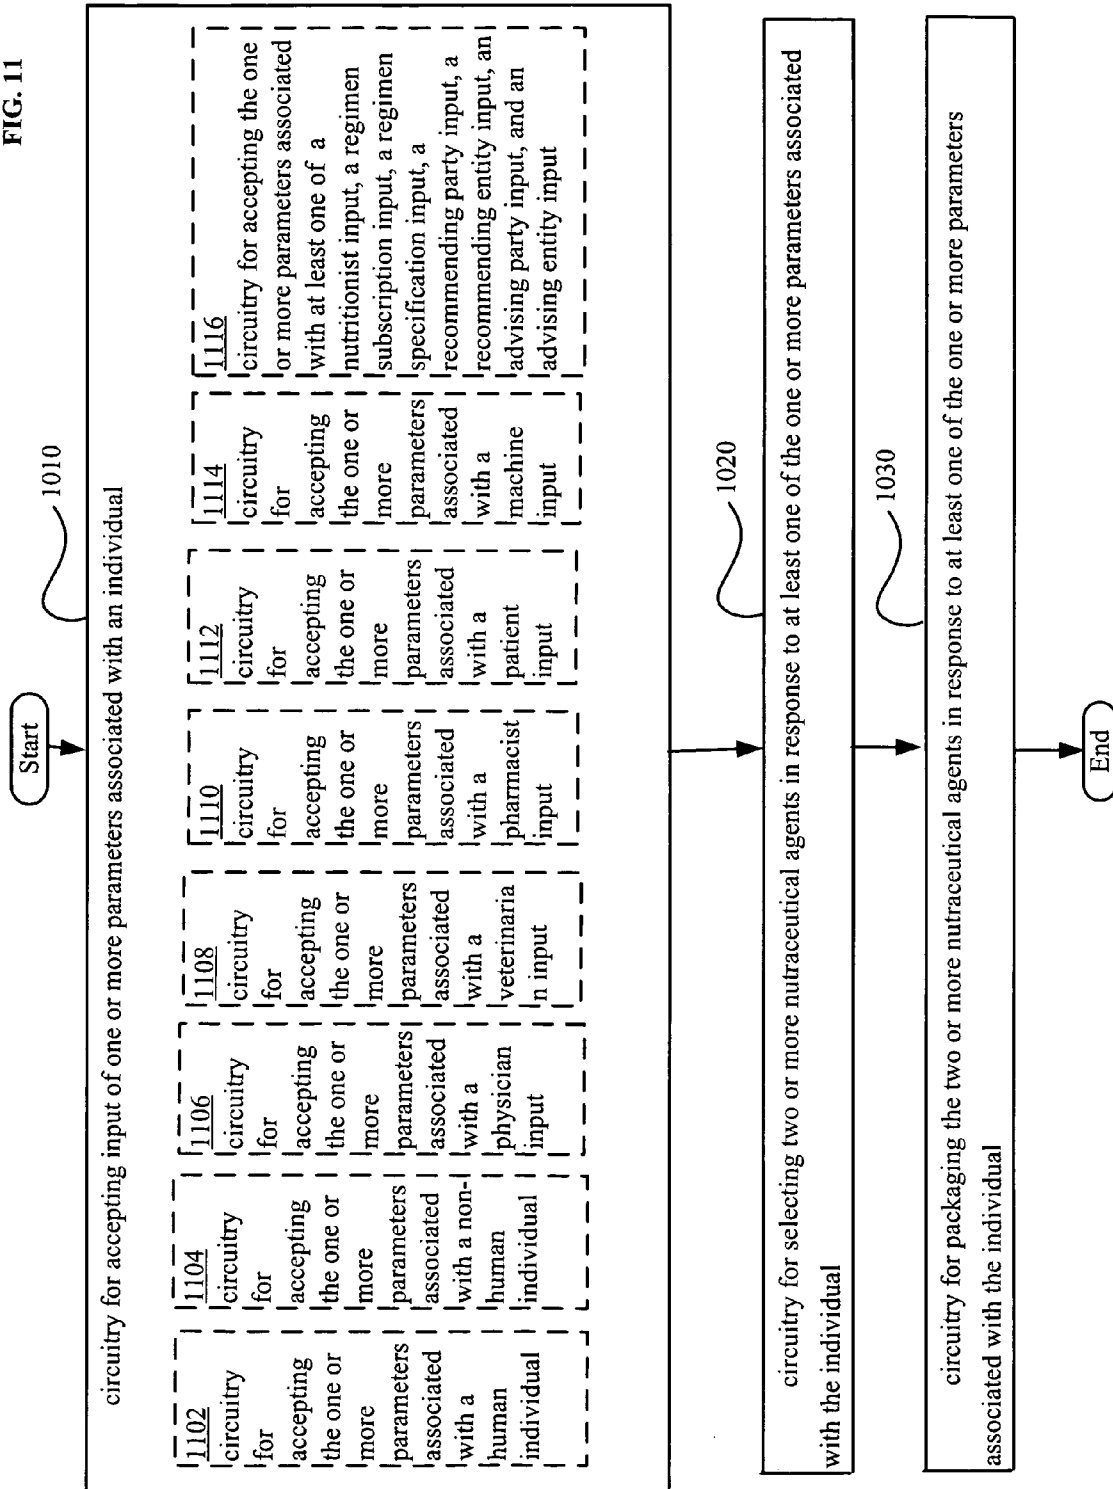 FIG. 11
Start
1010
circuitry for accepting input of one or more parameters associated with an individual
1102
circuitry
for
accepting
the one or
more
parameters
associated
with a
human
individual
1104
circuitry
for
accepting
the one or
more
parameters
associated
with a non-
human
individual
1106
circuitry
for
accepting
the one or
more
parameters
associated
with a
physician
input
1108
circuitry
for
accepting
the one or
more
parameters
associated
with a
veterinaria
n input
1110
circuitry
for
accepting
the one or
more
parameters
associated
with a
pharmacist
input
1112
circuitry
for
accepting
the one or
more
parameters
associated
with a
patient
input
1114
circuitry
for
accepting
the one or
more
parameters
associated
with a
machine
input
1116
circuitry for accepting the one
or more parameters associated
with at least one of a
nutritionist input, a regimen
subscription input, a regimen
specification input, a
recommending party input, a
recommending entity input, an
advising party input, and an
advising entity input
1020
circuitry for selecting two or more nutraceutical agents in response to at least one of the one or more parameters associated
with the individual
1030
circuitry for packaging the two or more nutraceutical agents in response to at least one of the one or more parameters
associated with the individual
End